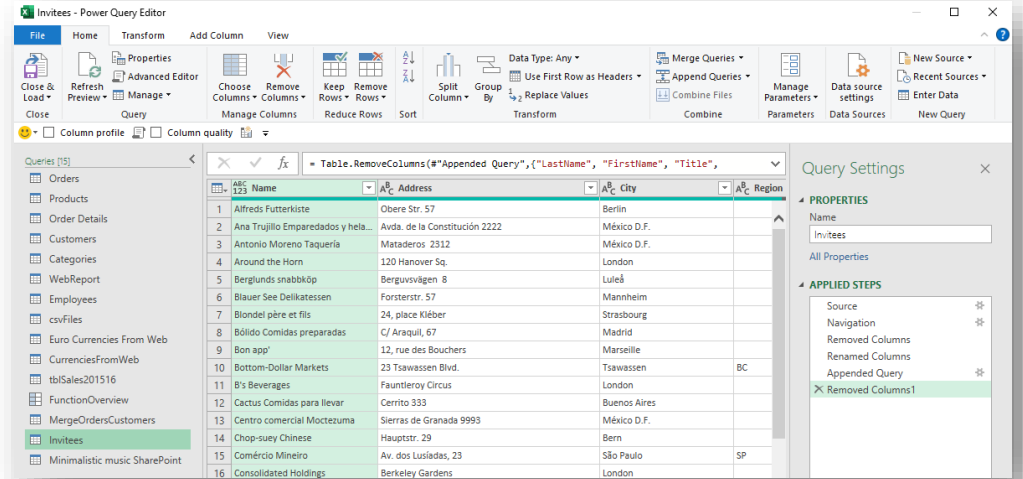 Invitees - Power Query Editor
File Home Transform Add Column View
Close & Load
Refresh Preview
Properties
Advanced Editor
Manage
Choose Columns
Remove Columns
Keep Rows
Remove Rows
Split Column
Group By
Data Type: Any
Use First Row as Headers
Replace Values
Merge Queries
Append Queries
Combine Files
Manage Parameters
Data source settings
New Source
Recent Sources
Enter Data
Close Query Manage Columns Reduce Rows Sort Transform Combine Parameters Data Sources New Query
Column profile Column quality
Queries [15]
Orders
Products
Order Details
Customers
Categories
WebReport
Employees
csvFiles
Euro Currencies From Web
CurrenciesFromWeb
tblSales201516
FunctionOverview
MergeOrdersCustomers
Invitees
Minimalistic music SharePoint
fx = Table.RemoveColumns(#"Appended Query",{"LastName", "FirstName", "Title",
ABC 123 Name ABC Address ABC City ABC Region
1 Alfreds Futterkiste Obere Str. 57 Berlin
2 Ana Trujillo Emparedados y hela... Avda. de la Constitución 2222 México D.F.
3 Antonio Moreno Taquería Mataderos 2312 México D.F.
4 Around the Horn 120 Hanover Sq. London
5 Berglunds snabbköp Berguvsvägen 8 Luleå
6 Blauer See Delikatessen Forsterstr. 57 Mannheim
7 Blondel père et fils 24, place Kléber Strasbourg
8 Bólido Comidas preparadas C/ Araquil, 67 Madrid
9 Bon app' 12, rue des Bouchers Marseille
10 Bottom-Dollar Markets 23 Tsawassen Blvd. Tsawassen BC
11 B's Beverages Fauntleroy Circus London
12 Cactus Comidas para llevar Cerrito 333 Buenos Aires
13 Centro comercial Moctezuma Sierras de Granada 9993 México D.F.
14 Chop-suey Chinese Hauptstr. 29 Bern
15 Comércio Mineiro Av. dos Lusíadas, 23 São Paulo SP
16 Consolidated Holdings Berkeley Gardens London
Query Settings
PROPERTIES
Name
Invitees
All Properties
APPLIED STEPS
Source
Navigation
Removed Columns
Renamed Columns
Appended Query
Removed Columns1